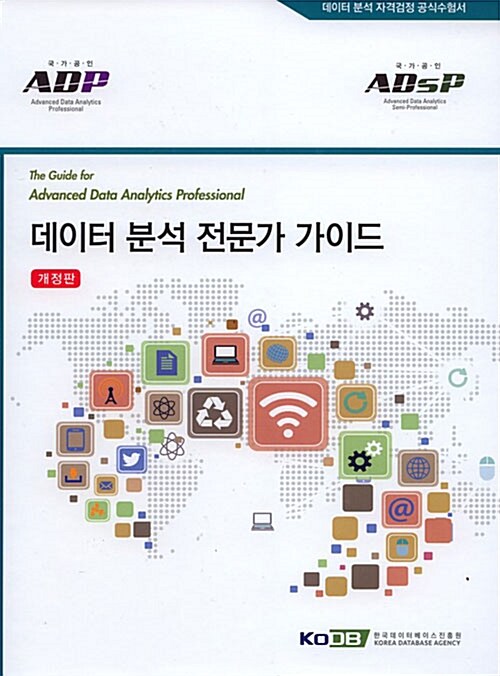 데이터 분석 자격검정 공식수험서
국·가·공·인
ADP
Advanced Data Analytics
Professional
국·가·공·인
ADsP
Advanced Data Analytics
Semi-Professional
The Guide for
Advanced Data Analytics Professional
데이터 분석 전문가 가이드
개정판
@
@
KoDB 한국데이터베이스진흥원
KOREA DATABASE AGENCY